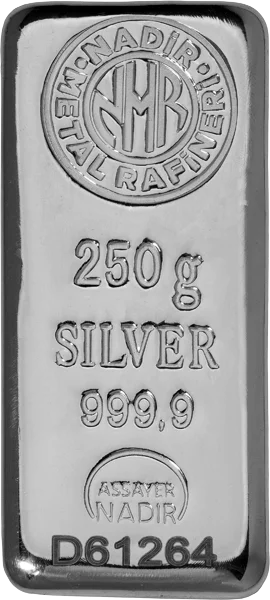 NADİR
METAL RAFİNERİ
NMR
250 g
SILVER
999,9
ASSAYER
NADIR
D61264